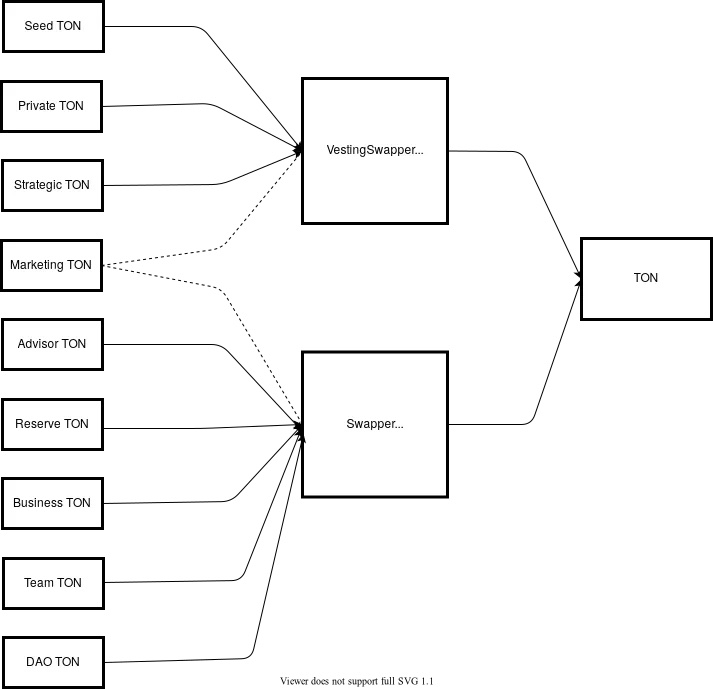 Seed TON
Private TON
Strategic TON
Marketing TON
Advisor TON
Reserve TON
Business TON
Team TON
DAO TON
VestingSwapper...
Swapper...
TON
Viewer does not support full SVG 1.1